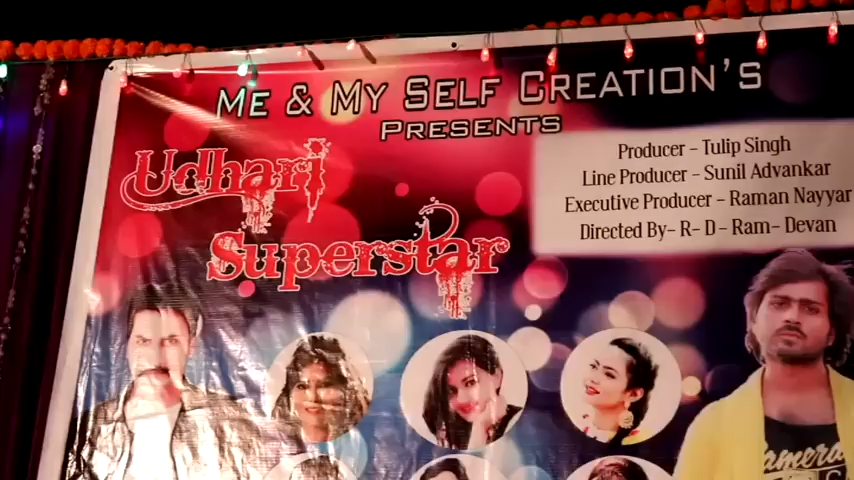 Me & My Self Creation's
Presents
Udhari
Superstar
Producer - Tulip Singh
Line Producer - Sunil Advankar
Executive Producer - Raman Nayyar
Directed By- R- D- Ram- Devan